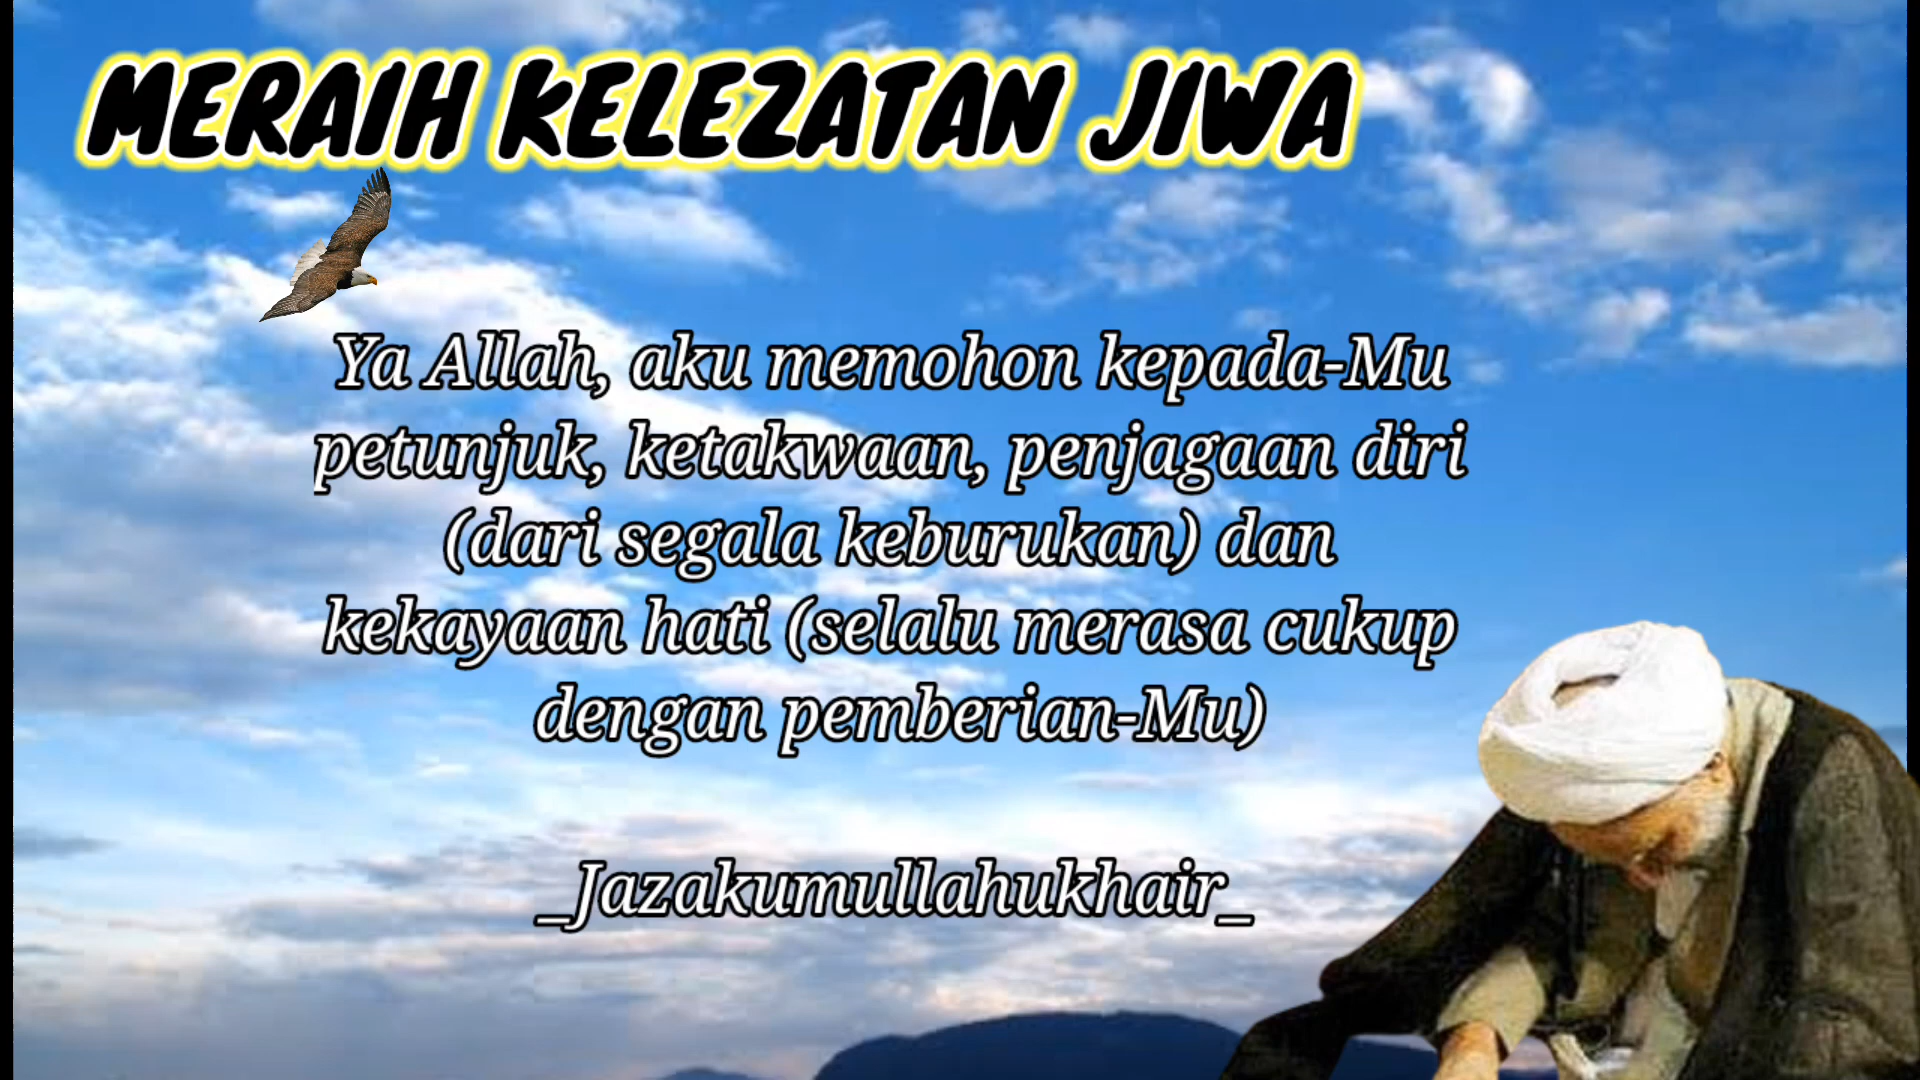 MERAIH KELEZATAN JIWA
Ya Allah, aku memohon kepada-Mu
petunjuk, ketakwaan, penjagaan diri
(dari segala keburukan) dan
kekayaan hati (selalu merasa cukup
dengan pemberian-Mu)
_Jazakumullahukhair_